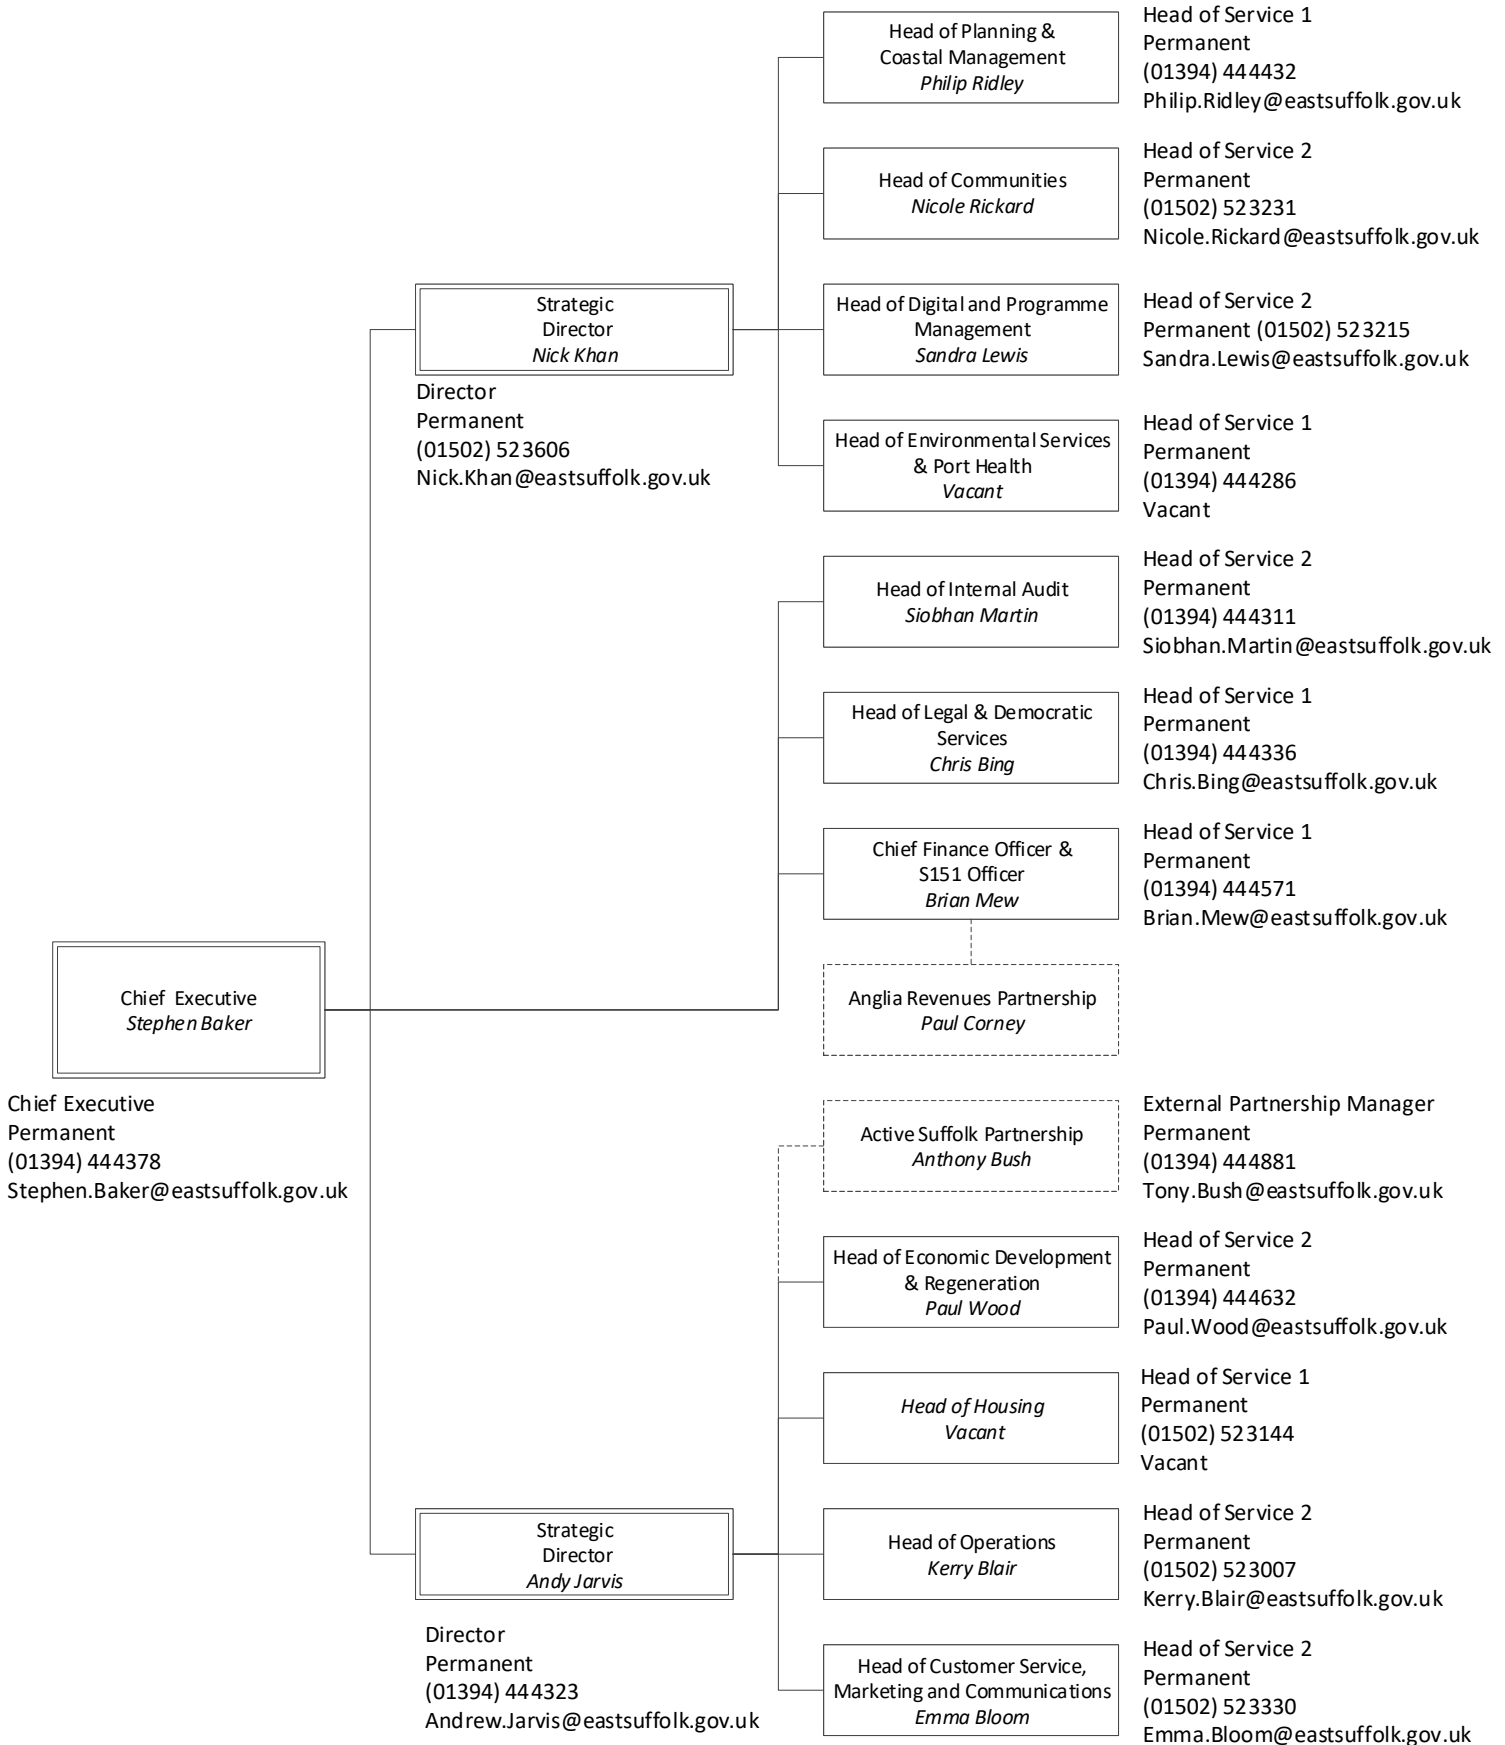 Head of Planning &
Coastal Management
Philip Ridley
Head of Service 1
Permanent
(01394) 444432
Philip.Ridley@eastsuffolk.gov.uk
Head of Communities
Nicole Rickard
Head of Service 2
Permanent
(01502) 523231
Nicole.Rickard@eastsuffolk.gov.uk
Strategic
Director
Nick Khan
Director
Permanent
(01502) 523606
Nick.Khan@eastsuffolk.gov.uk
Head of Digital and Programme
Management
Sandra Lewis
Head of Service 2
Permanent (01502) 523215
Sandra.Lewis@eastsuffolk.gov.uk
Head of Environmental Services
& Port Health
Vacant
Head of Service 1
Permanent
(01394) 444286
Vacant
Head of Internal Audit
Siobhan Martin
Head of Service 2
Permanent
(01394) 444311
Siobhan.Martin@eastsuffolk.gov.uk
Head of Legal & Democratic
Services
Chris Bing
Head of Service 1
Permanent
(01394) 444336
Chris.Bing@eastsuffolk.gov.uk
Chief Finance Officer &
S151 Officer
Brian Mew
Head of Service 1
Permanent
(01394) 444571
Brian.Mew@eastsuffolk.gov.uk
Chief Executive
Stephen Baker
Chief Executive
Permanent
(01394) 444378
Stephen.Baker@eastsuffolk.gov.uk
Anglia Revenues Partnership
Paul Corney
Active Suffolk Partnership
Anthony Bush
External Partnership Manager
Permanent
(01394) 444881
Tony.Bush@eastsuffolk.gov.uk
Head of Economic Development
& Regeneration
Paul Wood
Head of Service 2
Permanent
(01394) 444632
Paul.Wood@eastsuffolk.gov.uk
Head of Housing
Vacant
Head of Service 1
Permanent
(01502) 523144
Vacant
Strategic
Director
Andy Jarvis
Director
Permanent
(01394) 444323
Andrew.Jarvis@eastsuffolk.gov.uk
Head of Operations
Kerry Blair
Head of Service 2
Permanent
(01502) 523007
Kerry.Blair@eastsuffolk.gov.uk
Head of Customer Service,
Marketing and Communications
Emma Bloom
Head of Service 2
Permanent
(01502) 523330
Emma.Bloom@eastsuffolk.gov.uk